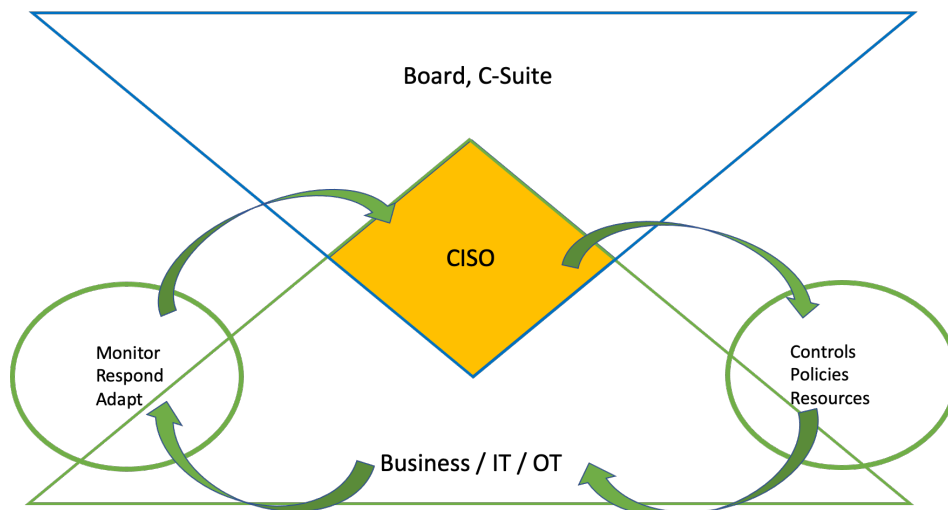 Board, C-Suite
CISO
Monitor
Respond
Adapt
Controls
Policies
Resources
Business / IT / OT